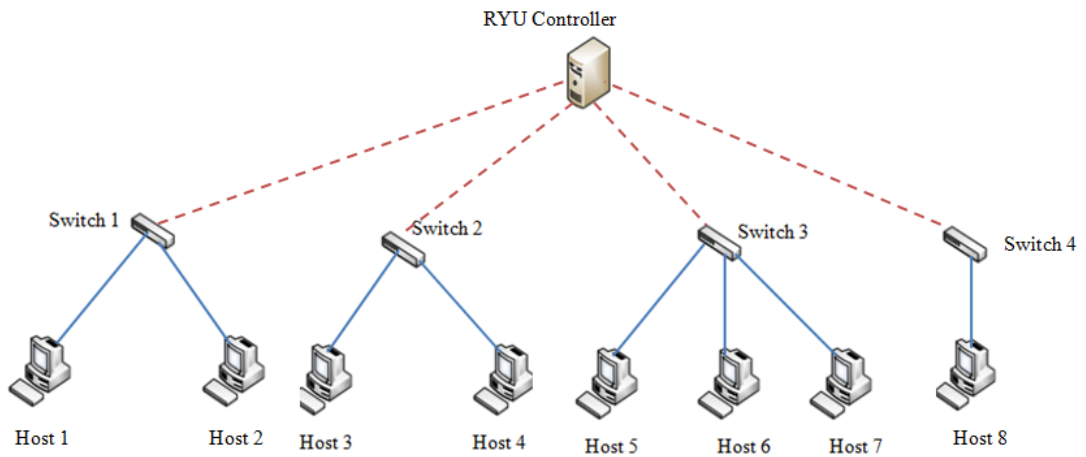 RYU Controller
Switch 1
Switch 2
Switch 3
Switch 4
Host 1
Host 2
Host 3
Host 4
Host 5
Host 6
Host 7
Host 8